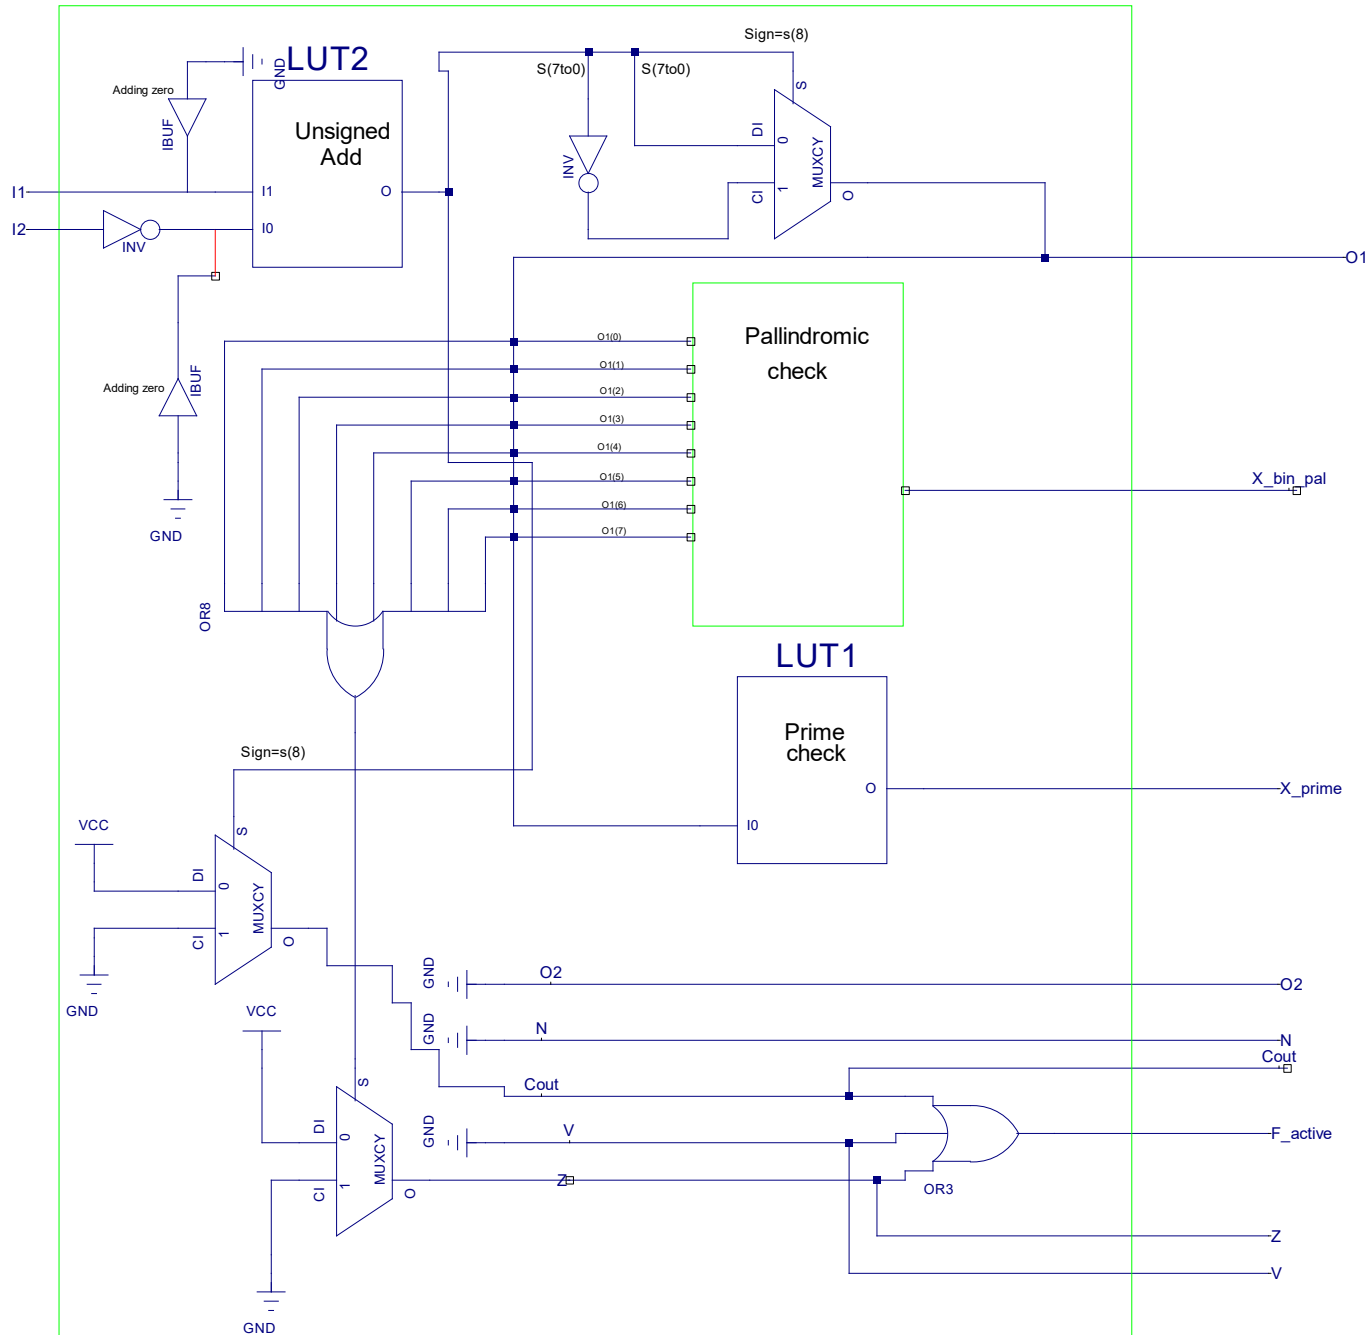 LUT2
GND
Adding zero
IBUF
Unsigned
Add
I1
I1
O
I2
INV
I0
Adding zero
IBUF
GND
Sign=s(8)
S(7to0)
S(7to0)
S
DI
0
INV
MUXCY
CI
1
O
O1
Pallindromic
check
O1(0)
O1(1)
O1(2)
O1(3)
O1(4)
O1(5)
O1(6)
O1(7)
X_bin_pal
OR8
LUT1
Prime
check
O
I0
X_prime
Sign=s(8)
VCC
S
DI
0
MUXCY
CI
1
O
GND
VCC
S
DI
0
MUXCY
CI
1
O
GND
GND
O2
O2
GND
N
N
Cout
Cout
GND
V
F_active
Z
OR3
Z
V